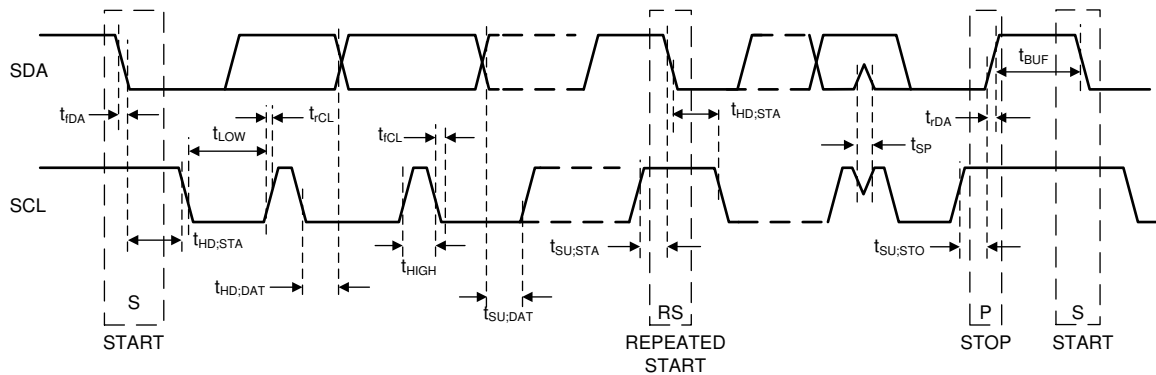 SDA
t_fDA
t_LOW
t_rCL
t_fCL
t_HD;STA
t_SP
t_rDA
t_BUF
SCL
t_HD;STA
t_HD;DAT
t_HIGH
t_SU;DAT
t_SU;STA
t_SU;STO
S
RS
P
S
START
REPEATED
START
STOP
START